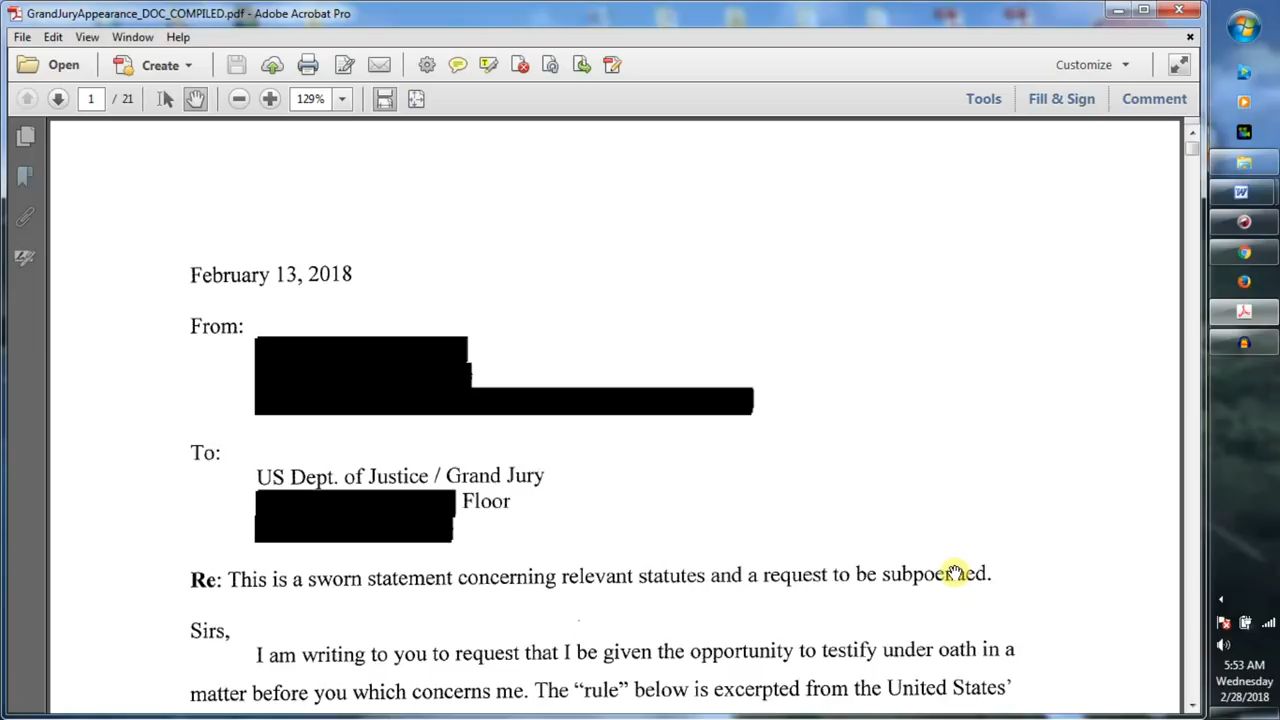 GrandJuryAppearance_DOC_COMPILED.pdf - Adobe Acrobat Pro
File Edit View Window Help
Open Create Customize
1 / 21 129% Tools Fill & Sign Comment
February 13, 2018
From:
To:
US Dept. of Justice / Grand Jury
Floor
Re: This is a sworn statement concerning relevant statutes and a request to be subpoenaed.
Sirs,
I am writing to you to request that I be given the opportunity to testify under oath in a
matter before you which concerns me. The “rule” below is excerpted from the United States’
5:53 AM
Wednesday
2/28/2018